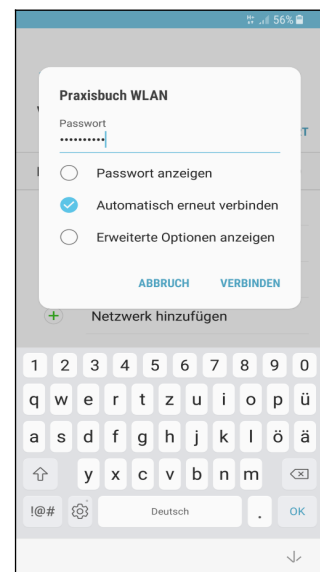 56%
Praxisbuch WLAN
T
Passwort
••••••••••
Passwort anzeigen
Automatisch erneut verbinden
Erweiterte Optionen anzeigen
ABBRUCH VERBINDEN
Netzwerk hinzufügen
1 2 3 4 5 6 7 8 9 0
q w e r t z u i o p ü
a s d f g h j k l ö ä
y x c v b n m
!@# Deutsch . OK